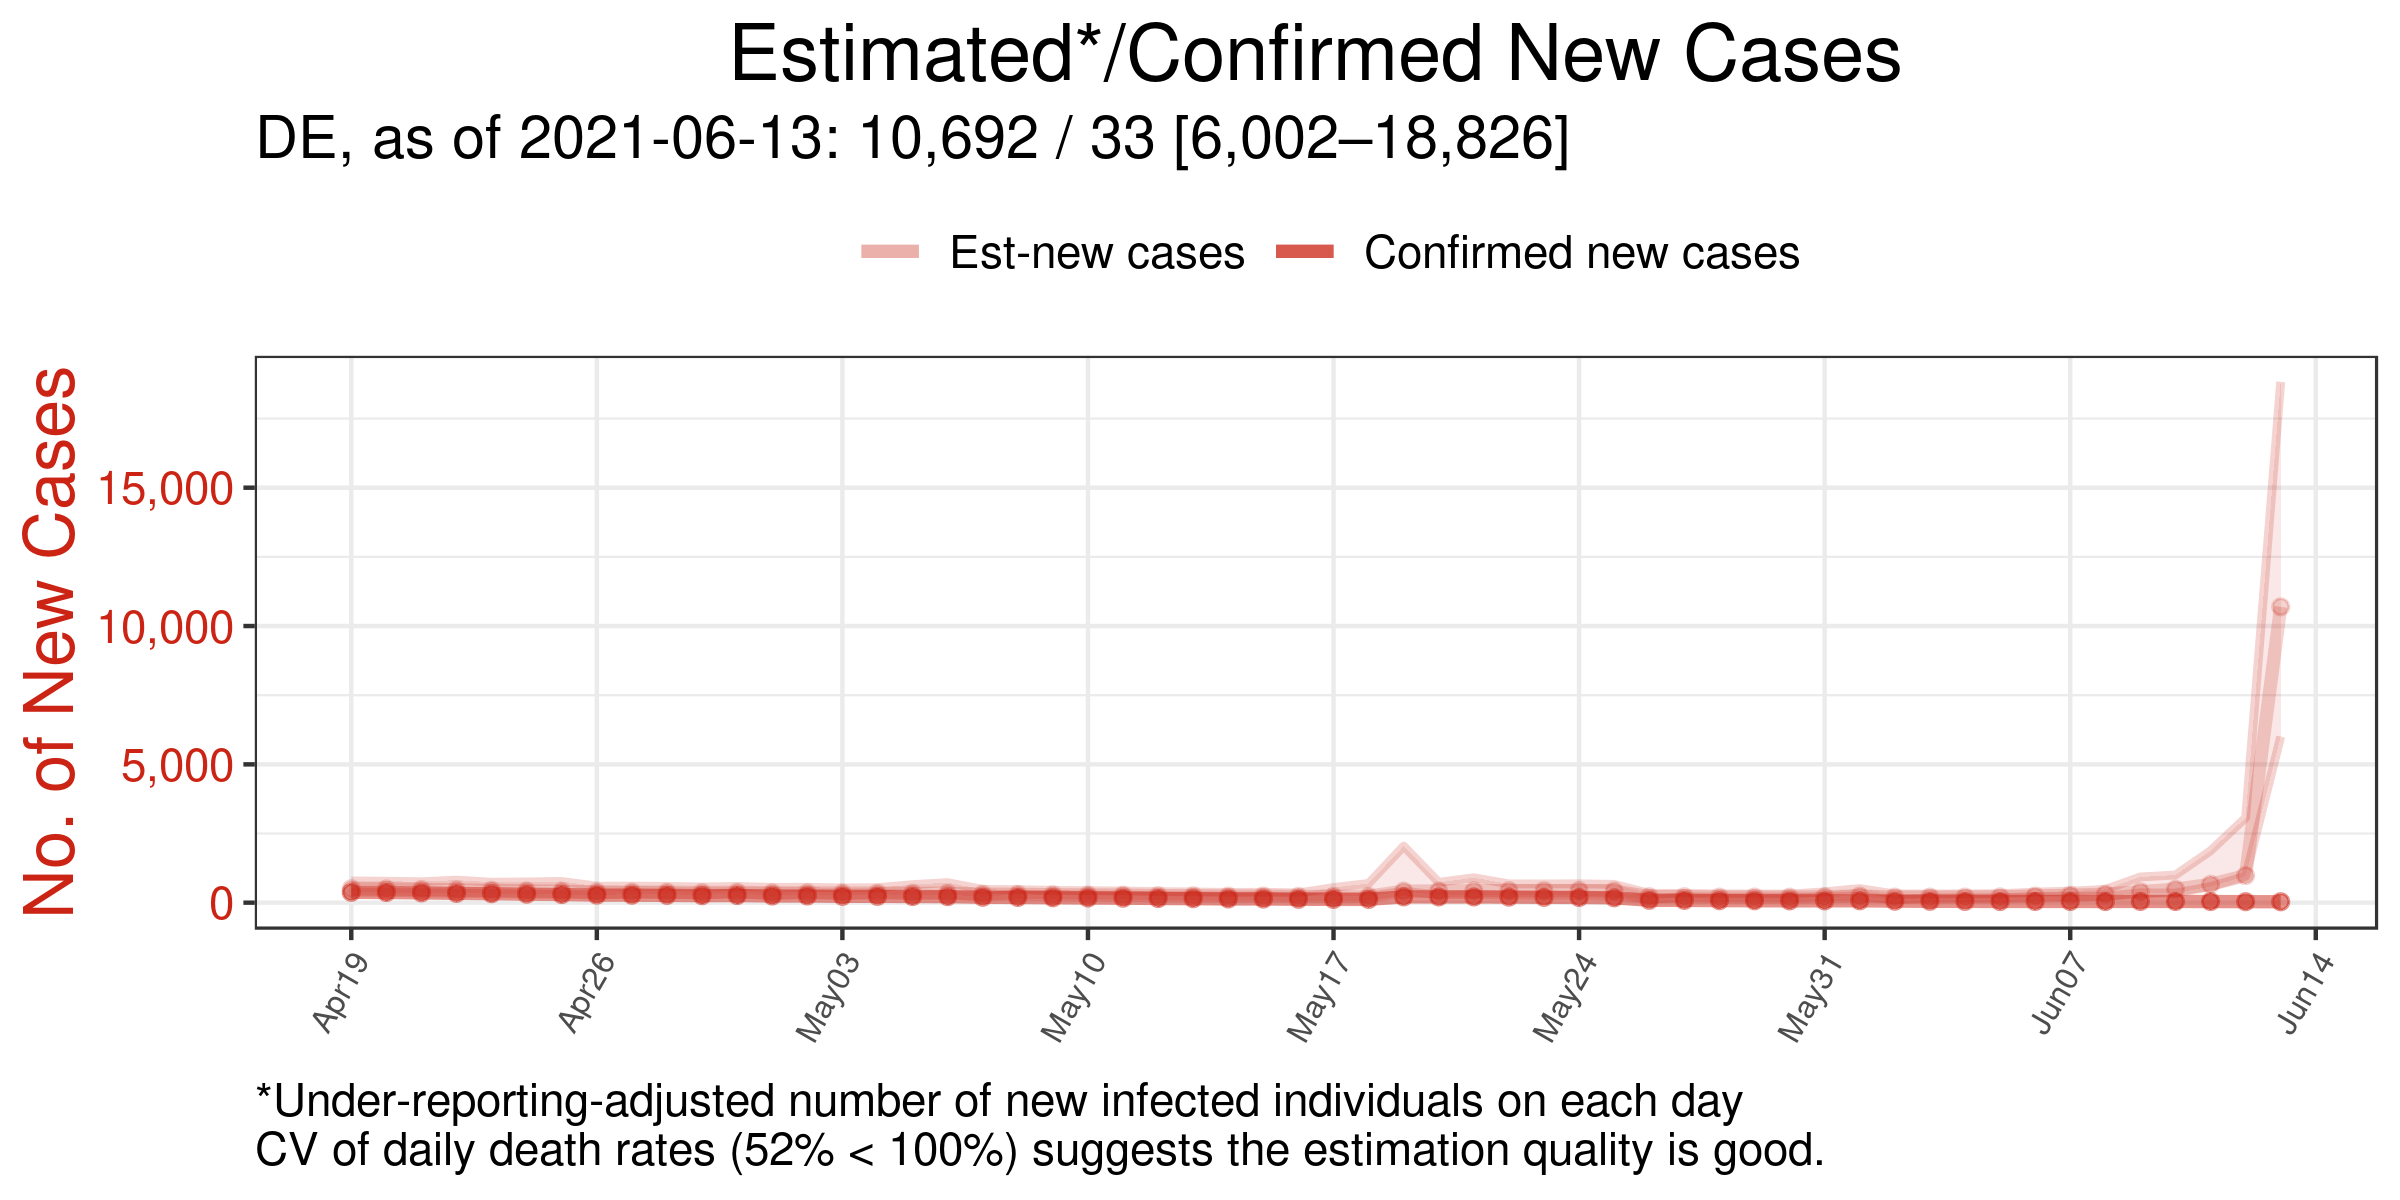 Estimated*/Confirmed New Cases
DE, as of 2021-06-13: 10,692 / 33 [6,002–18,826]
Est-new cases Confirmed new cases
No. of New Cases
15,000
10,000
5,000
0
Apr19 Apr26 May03 May10 May17 May24 May31 Jun07 Jun14
*Under-reporting-adjusted number of new infected individuals on each day
CV of daily death rates (52% < 100%) suggests the estimation quality is good.